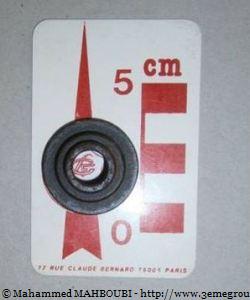 5 cm
0
77 RUE CLAUDE BERNARD 75005 PARIS
© Mahammed MAHBOUBI - http://www.3emegrou